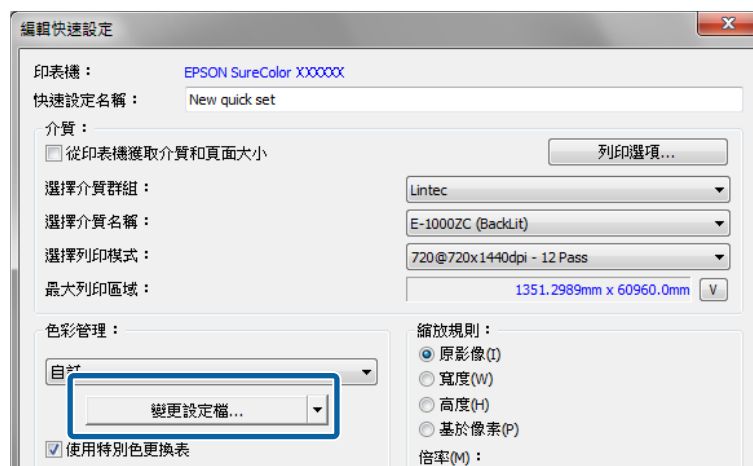 編輯快速設定
印表機： EPSON SureColor XXXXXX
快速設定名稱： New quick set
介質：
從印表機獲取介質和頁面大小 列印選項...
選擇介質群組： Lintec
選擇介質名稱： E-1000ZC (BackLit)
選擇列印模式： 720@720x1440dpi - 12 Pass
最大列印區域： 1351.2989mm x 60960.0mm V
色彩管理：
自訂
變更設定檔...
使用特別色更換表
縮放規則：
原影像(I)
寬度(W)
高度(H)
基於像素(P)
倍率(M)：